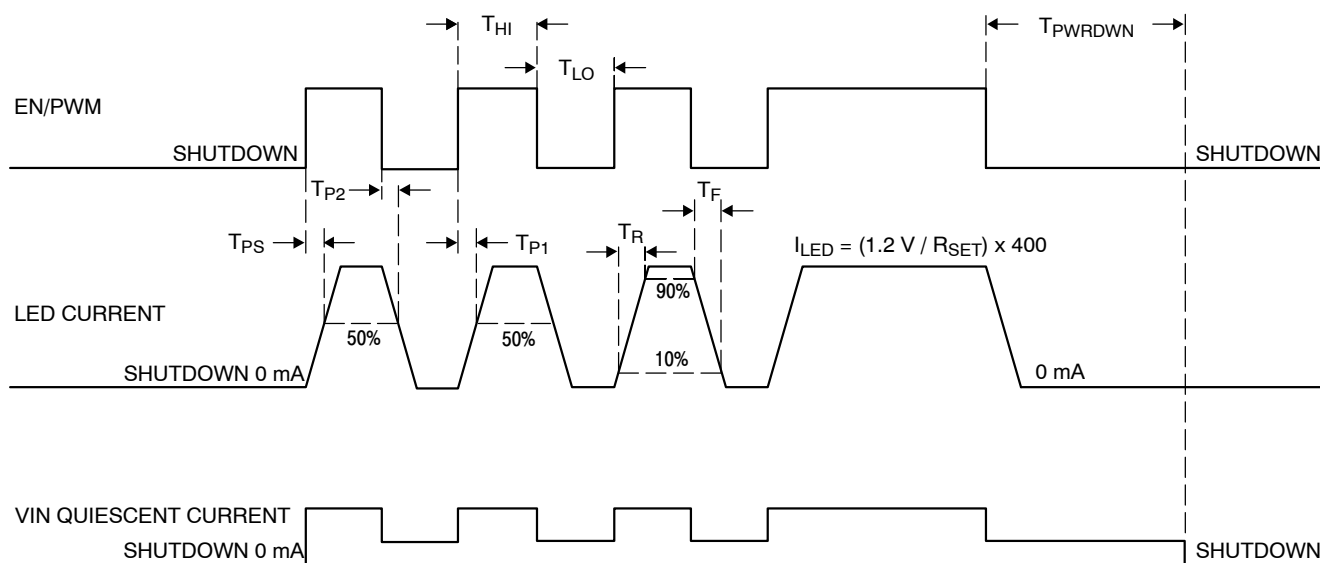 T_HI
T_PWRDWN
T_LO
EN/PWM
SHUTDOWN
SHUTDOWN
T_P2
T_F
T_PS
T_P1
T_R
I_LED = (1.2 V / R_SET) x 400
90%
LED CURRENT
50%
50%
10%
SHUTDOWN 0 mA
0 mA
VIN QUIESCENT CURRENT
SHUTDOWN 0 mA
SHUTDOWN